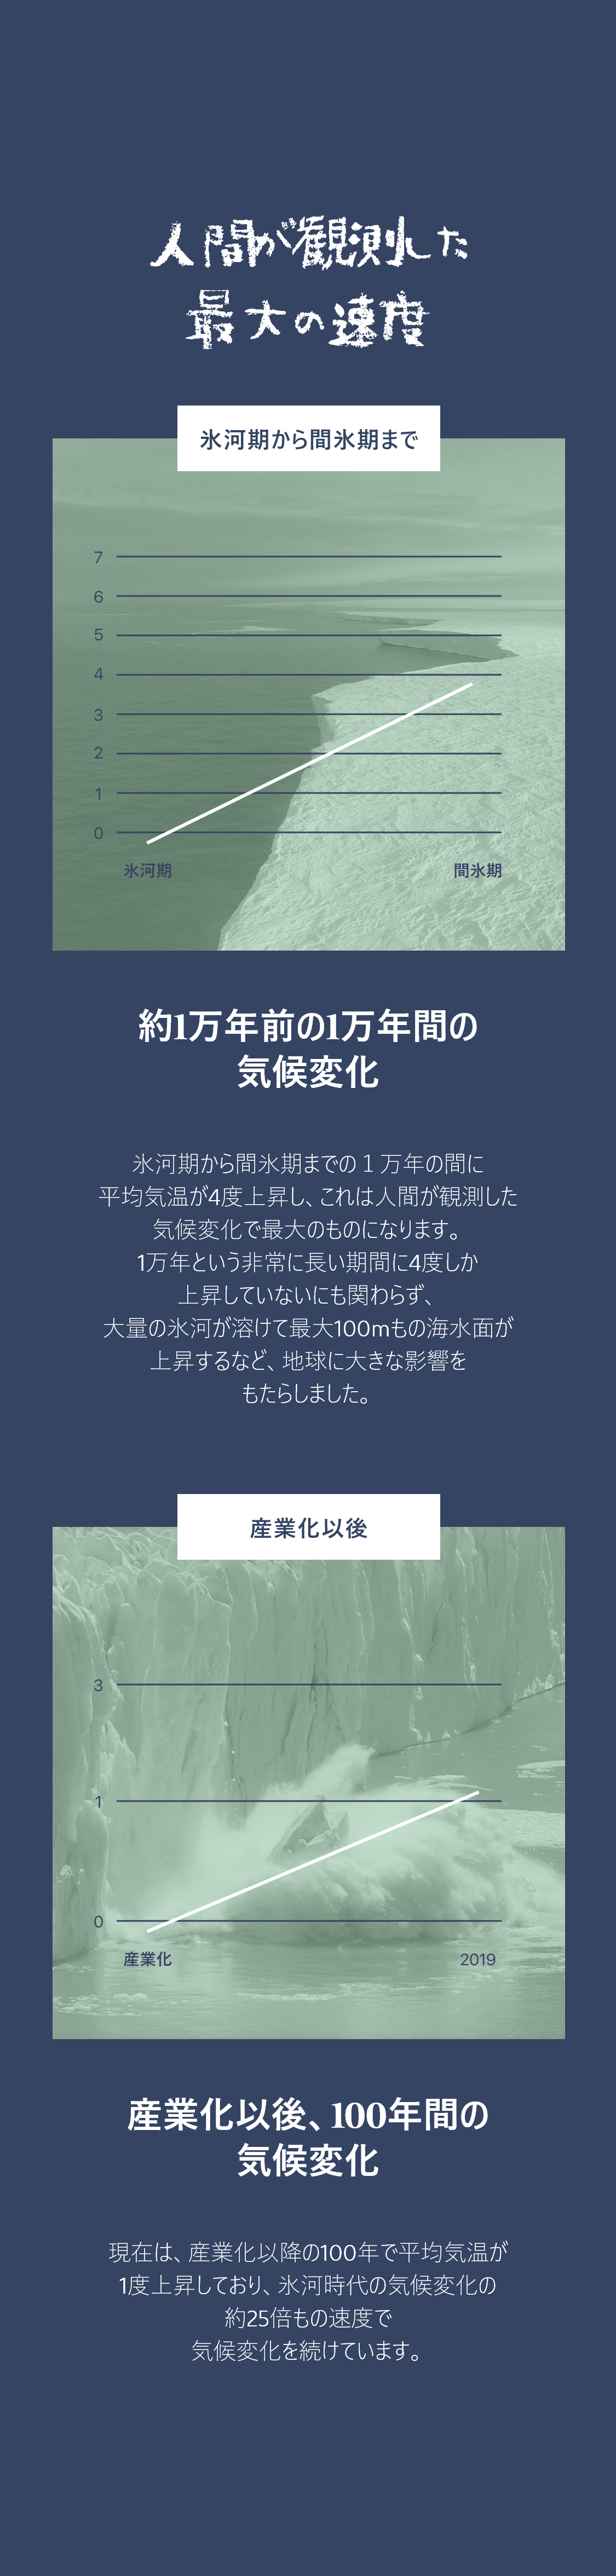 人間が観測した
最大の速度
氷河期から間氷期まで
7
6
5
4
3
2
1
0
氷河期 間氷期
約1万年前の1万年間の
気候変化
氷河期から間氷期までの1万年の間に
平均気温が4度上昇し、これは人間が観測した
気候変化で最大のものになります。
1万年という非常に長い期間に4度しか
上昇していないにも関わらず、
大量の氷河が溶けて最大100mもの海水面が
上昇するなど、地球に大きな影響を
もたらしました。
産業化以後
3
1
0
産業化 2019
産業化以後、100年間の
気候変化
現在は、産業化以降の100年で平均気温が
1度上昇しており、氷河時代の気候変化の
約25倍もの速度で
気候変化を続けています。